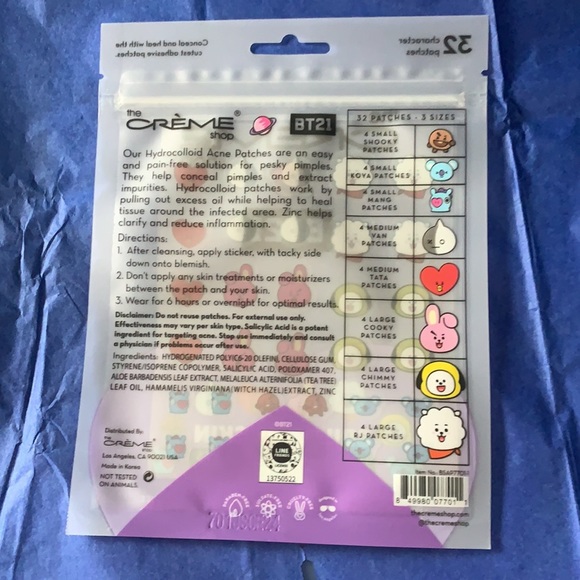 Conceal and heal with the
cutest adhesive patches.
32 character
patches
the
CRÈME®
shop
BT21
Our Hydrocolloid Acne Patches are an easy
and pain-free solution for pesky pimples.
They help conceal pimples and extract
impurities. Hydrocolloid patches work by
pulling out excess oil while helping to heal
tissue around the infected area. Zinc helps
clarify and reduce inflammation.
Directions:
1. After cleansing, apply sticker, with tacky side
down onto blemish.
2. Don't apply any skin treatments or moisturizers
between the patch and your skin.
3. Wear for 6 hours or overnight for optimal results.
Disclaimer: Do not reuse patches. For external use only.
Effectiveness may vary per skin type. Salicylic Acid is a potent
ingredient for targeting acne. Stop use immediately and consult
a physician if problems occur after use.
Ingredients: HYDROGENATED POLY(C6-20 OLEFIN), CELLULOSE GUM,
STYRENE/ISOPRENE COPOLYMER, SALICYLIC ACID, POLOXAMER 407,
ALOE BARBADENSIS LEAF EXTRACT, MELALEUCA ALTERNIFOLIA (TEA TREE)
LEAF OIL, HAMAMELIS VIRGINIANA(WITCH HAZEL)EXTRACT, ZINC
32 PATCHES - 3 SIZES
4 SMALL
SHOOKY
PATCHES
4 SMALL
KOYA PATCHES
4 SMALL
MANG
PATCHES
4 MEDIUM
VAN
PATCHES
4 MEDIUM
TATA
PATCHES
4 LARGE
COOKY
PATCHES
4 LARGE
CHIMMY
PATCHES
4 LARGE
RJ PATCHES
Distributed By:
the
CRÈME
shop
Los Angeles, CA 90021 USA
Made in Korea
NOT TESTED
ON ANIMALS
©BT21
LINE
FRIENDS
13750522
CRUELTY-FREE
Item No.: BSAP7701
8 49980 07701 1
@thecremeshop.com
@thecremeshop